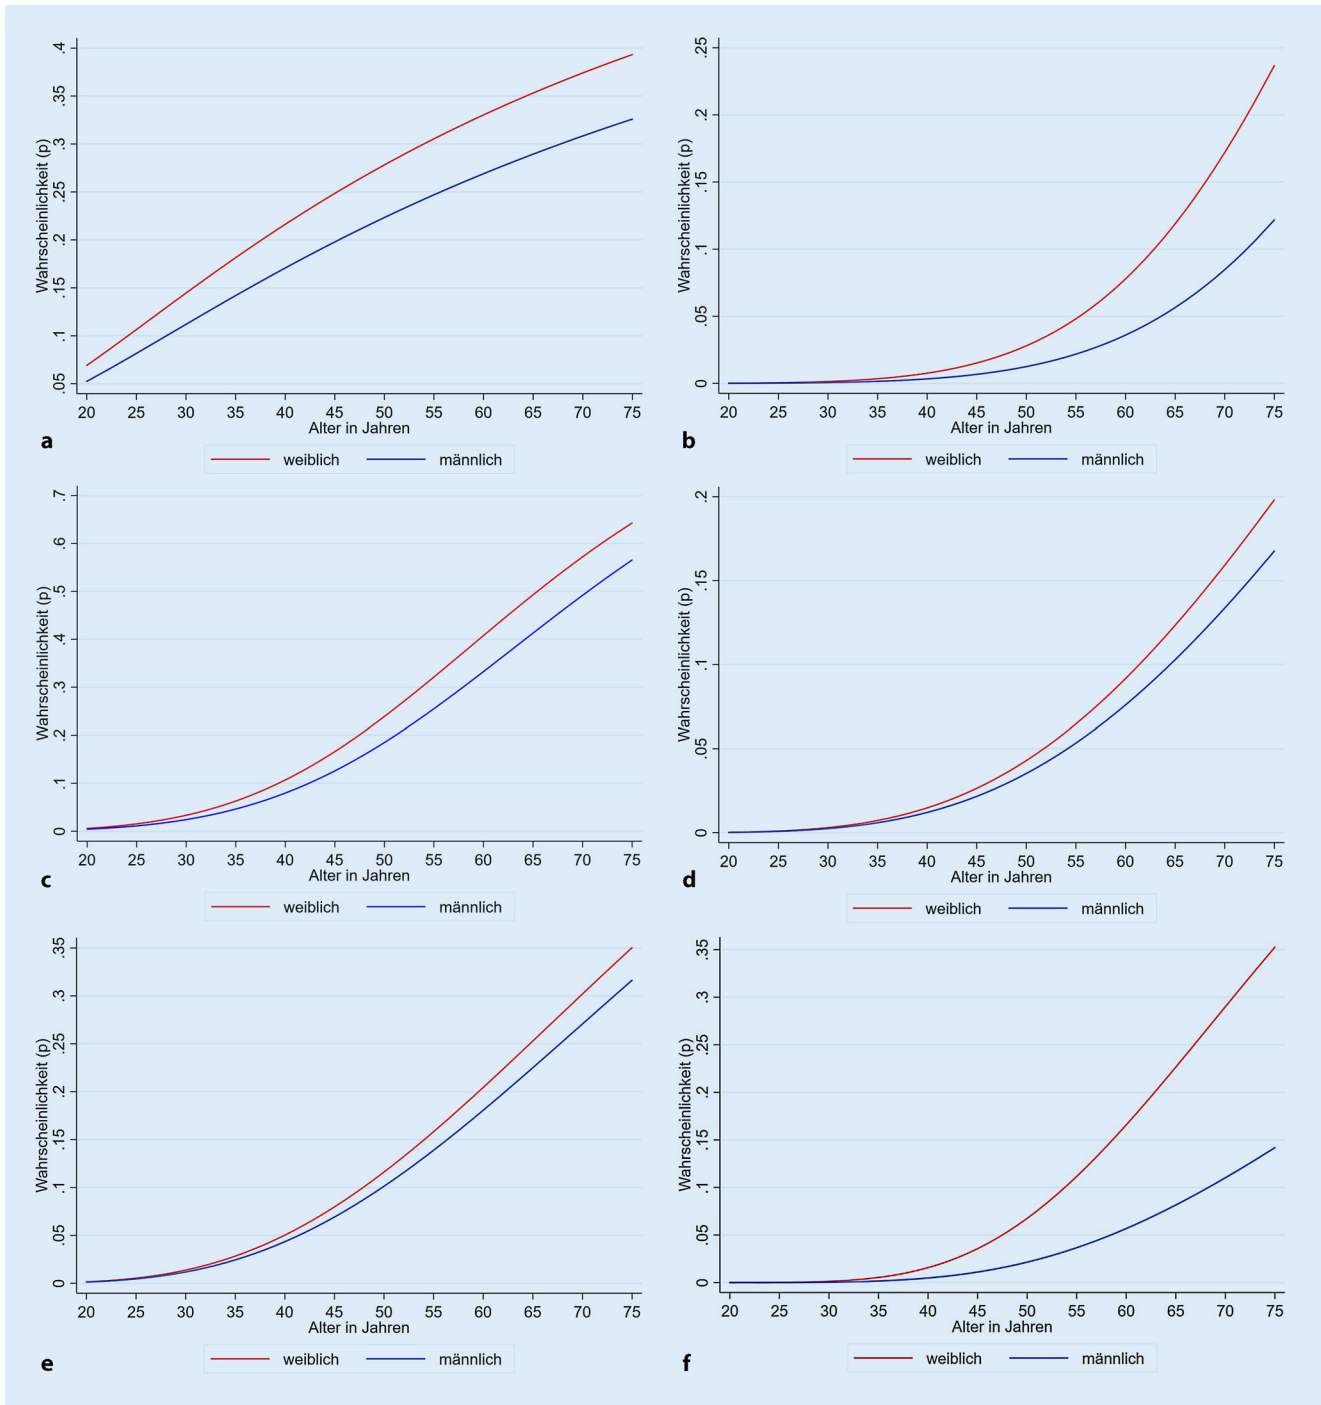 Wahrscheinlichkeit (p)
.05 .1 .15 .2 .25 .3 .35 .4
20 25 30 35 40 45 50 55 60 65 70 75
Alter in Jahren
a
weiblich männlich
Wahrscheinlichkeit (p)
0 .05 .1 .15 .2 .25
20 25 30 35 40 45 50 55 60 65 70 75
Alter in Jahren
b
weiblich männlich
Wahrscheinlichkeit (p)
0 .1 .2 .3 .4 .5 .6 .7
20 25 30 35 40 45 50 55 60 65 70 75
Alter in Jahren
c
weiblich männlich
Wahrscheinlichkeit (p)
0 .05 .1 .15 .2
20 25 30 35 40 45 50 55 60 65 70 75
Alter in Jahren
d
weiblich männlich
Wahrscheinlichkeit (p)
0 .05 .1 .15 .2 .25 .3 .35
20 25 30 35 40 45 50 55 60 65 70 75
Alter in Jahren
e
weiblich männlich
Wahrscheinlichkeit (p)
0 .05 .1 .15 .2 .25 .3 .35
20 25 30 35 40 45 50 55 60 65 70 75
Alter in Jahren
f
weiblich männlich